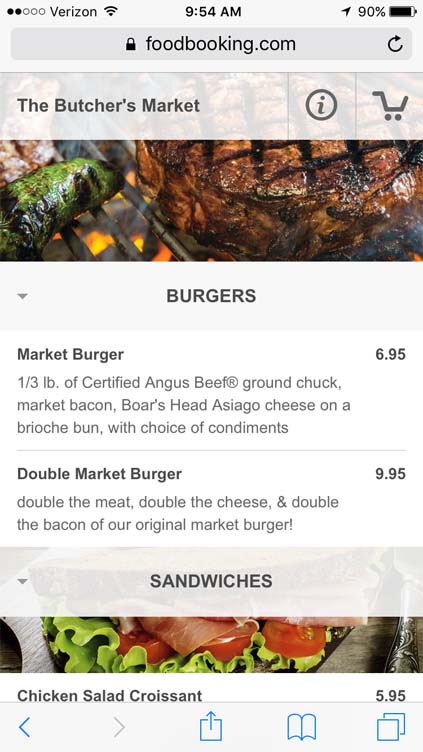 Verizon 9:54 AM 90%
foodbooking.com
The Butcher's Market
BURGERS
Market Burger 6.95
1/3 lb. of Certified Angus Beef® ground chuck,
market bacon, Boar's Head Asiago cheese on a
brioche bun, with choice of condiments
Double Market Burger 9.95
double the meat, double the cheese, & double
the bacon of our original market burger!
SANDWICHES
Chicken Salad Croissant 5.95